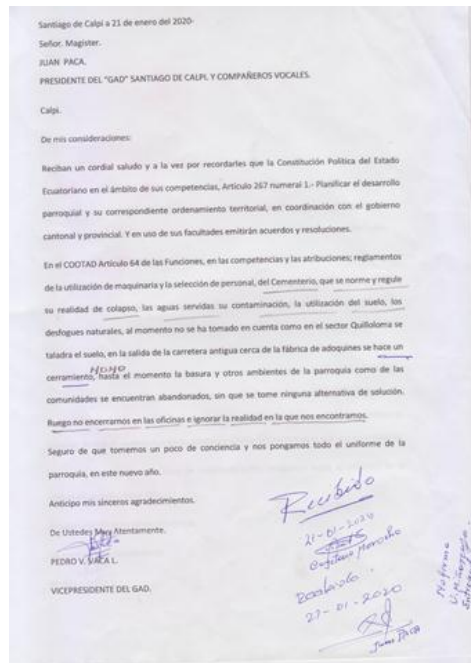 Santiago de Calpi a 21 de enero del 2020-
Señor. Magister.
JUAN PACA.
PRESIDENTE DEL "GAD" SANTIAGO DE CALPI. Y COMPAÑEROS VOCALES.
Calpi.
De mis consideraciones:
Reciban un cordial saludo y a la vez por recordarles que la Constitución Política del Estado
Ecuatoriano en el ámbito de sus competencias, Artículo 267 numeral 1.- Planificar el desarrollo
parroquial y su correspondiente ordenamiento territorial, en coordinación con el gobierno
cantonal y provincial. Y en uso de sus facultades emitirán acuerdos y resoluciones.
En el COOTAD Artículo 64 de las Funciones, en las competencias y las atribuciones; reglamentos
de la utilización de maquinaria y la selección de personal, del Cementerio, que se norme y regule
su realidad de colapso, las aguas servidas su contaminación, la utilización del suelo, los
desfogues naturales, al momento no se ha tomado en cuenta como en el sector Quilloloma se
taladra el suelo, en la salida de la carretera antigua cerca de la fábrica de adoquines se hace un
cerramiento, hasta el momento la basura y otros ambientes de la parroquia como de las
comunidades se encuentran abandonados, sin que se tome ninguna alternativa de solución.
Ruego no encerrarnos en las oficinas e ignorar la realidad en la que nos encontramos.
Seguro de que tomemos un poco de conciencia y nos pongamos todo el uniforme de la
parroquia, en este nuevo año.
Anticipo mis sinceros agradecimientos.
De Ustedes Muy Atentamente.
PEDRO V. VACA L.
VICEPRESIDENTE DEL GAD.
Recibido
21-01-2020
27-01-2020
Juan PACA